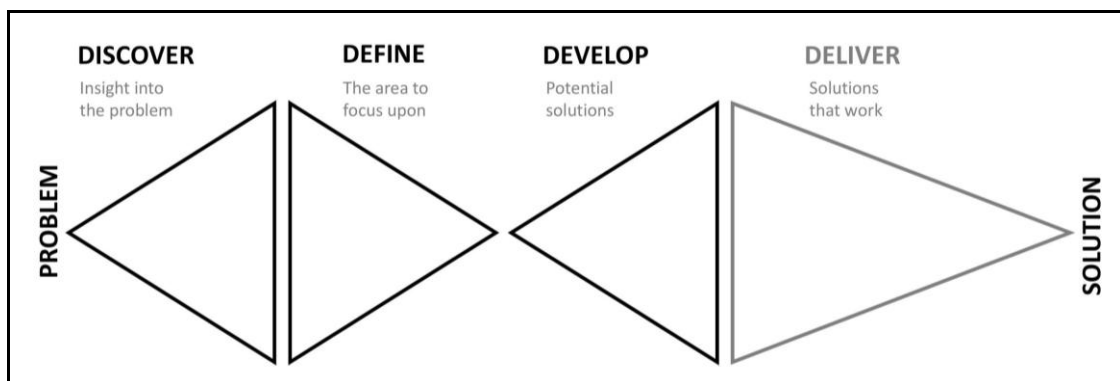 DISCOVER
Insight into
the problem
DEFINE
The area to
focus upon
DEVELOP
Potential
solutions
DELIVER
Solutions
that work
PROBLEM
SOLUTION